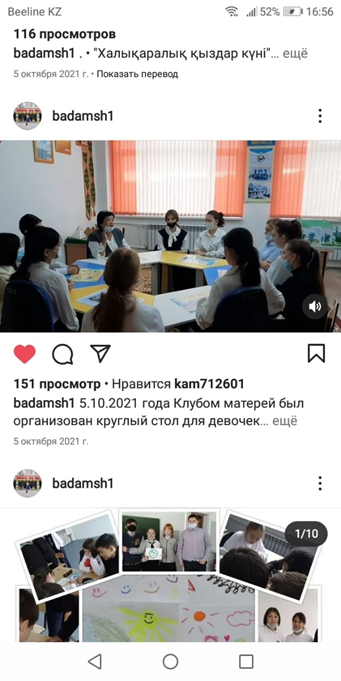 Beeline KZ 52% 16:56
116 просмотров
badamsh1 . • "Халықаралық қыздар күні"... ещё
5 октября 2021 г. • Показать перевод
badamsh1
151 просмотр • Нравится kam712601
badamsh1 5.10.2021 года Клубом матерей был
организован круглый стол для девочек... ещё
5 октября 2021 г.
badamsh1
1/10